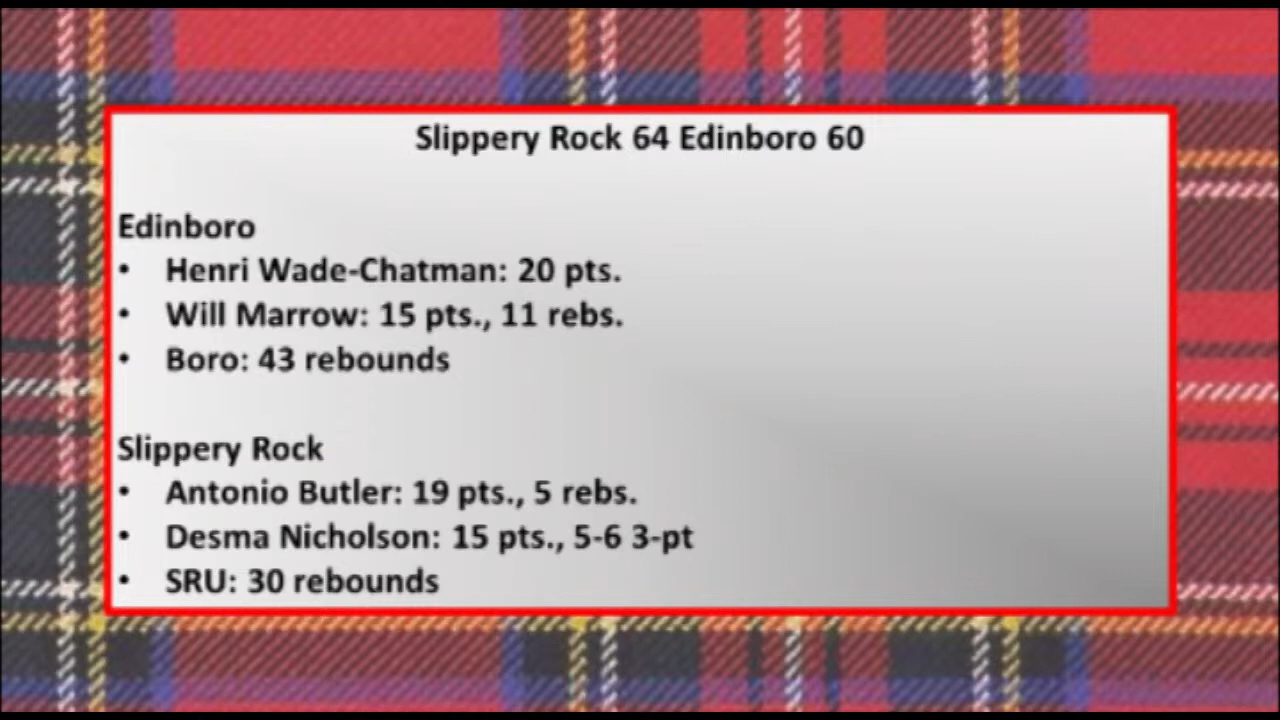 Slippery Rock 64 Edinboro 60
Edinboro
• Henri Wade-Chatman: 20 pts.
• Will Marrow: 15 pts., 11 rebs.
• Boro: 43 rebounds
Slippery Rock
• Antonio Butler: 19 pts., 5 rebs.
• Desma Nicholson: 15 pts., 5-6 3-pt
• SRU: 30 rebounds